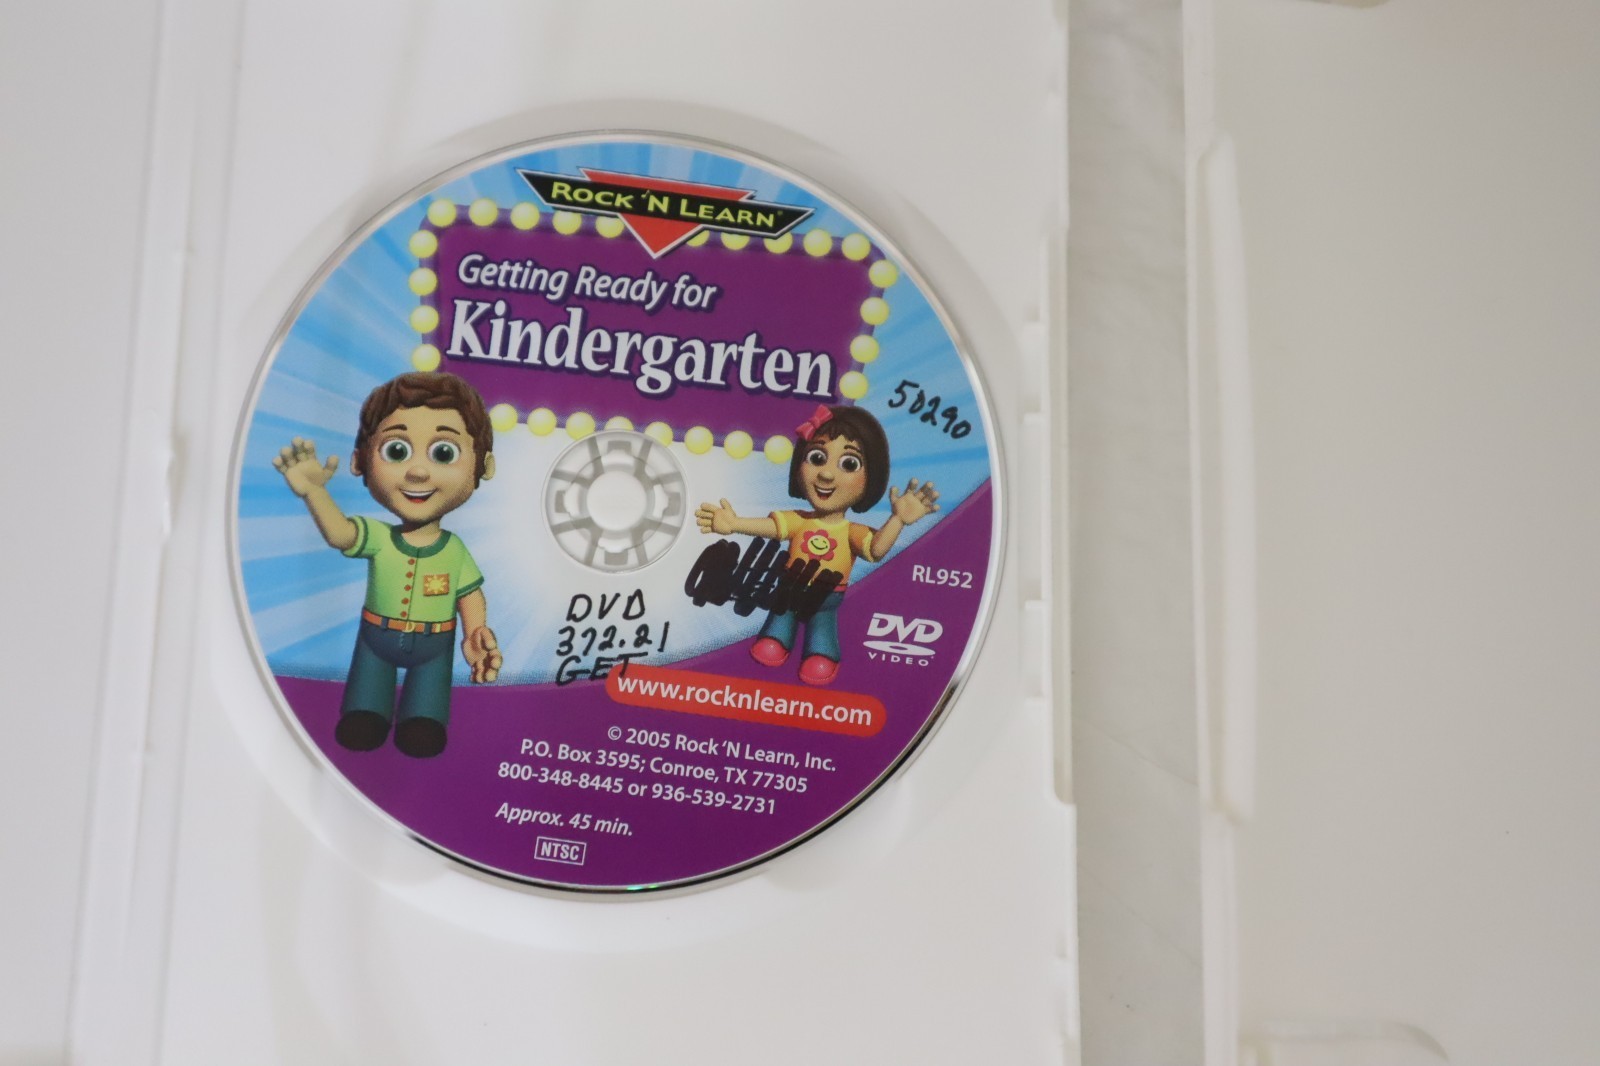 ROCK 'N LEARN®
Getting Ready for
Kindergarten
50290
RL952
DVD
VIDEO
DVD
372.21
GET
www.rocknlearn.com
© 2005 Rock 'N Learn, Inc.
P.O. Box 3595; Conroe, TX 77305
800-348-8445 or 936-539-2731
Approx. 45 min.
NTSC